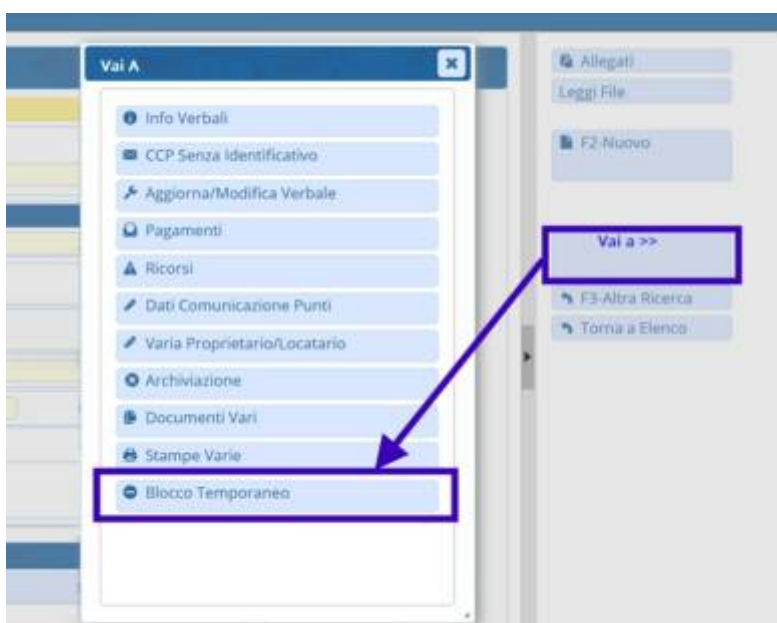 Vai A
Info Verbali
CCP Senza Identificativo
Aggiorna/Modifica Verbale
Pagamenti
Ricorsi
Dati Comunicazione Punti
Varia Proprietario/Locatario
Archiviazione
Documenti Vari
Stampe Varie
Blocco Temporaneo
Allegati
Leggi File
F2-Nuovo
Vai a >>
F3-Altra Ricerca
Torna a Elenco